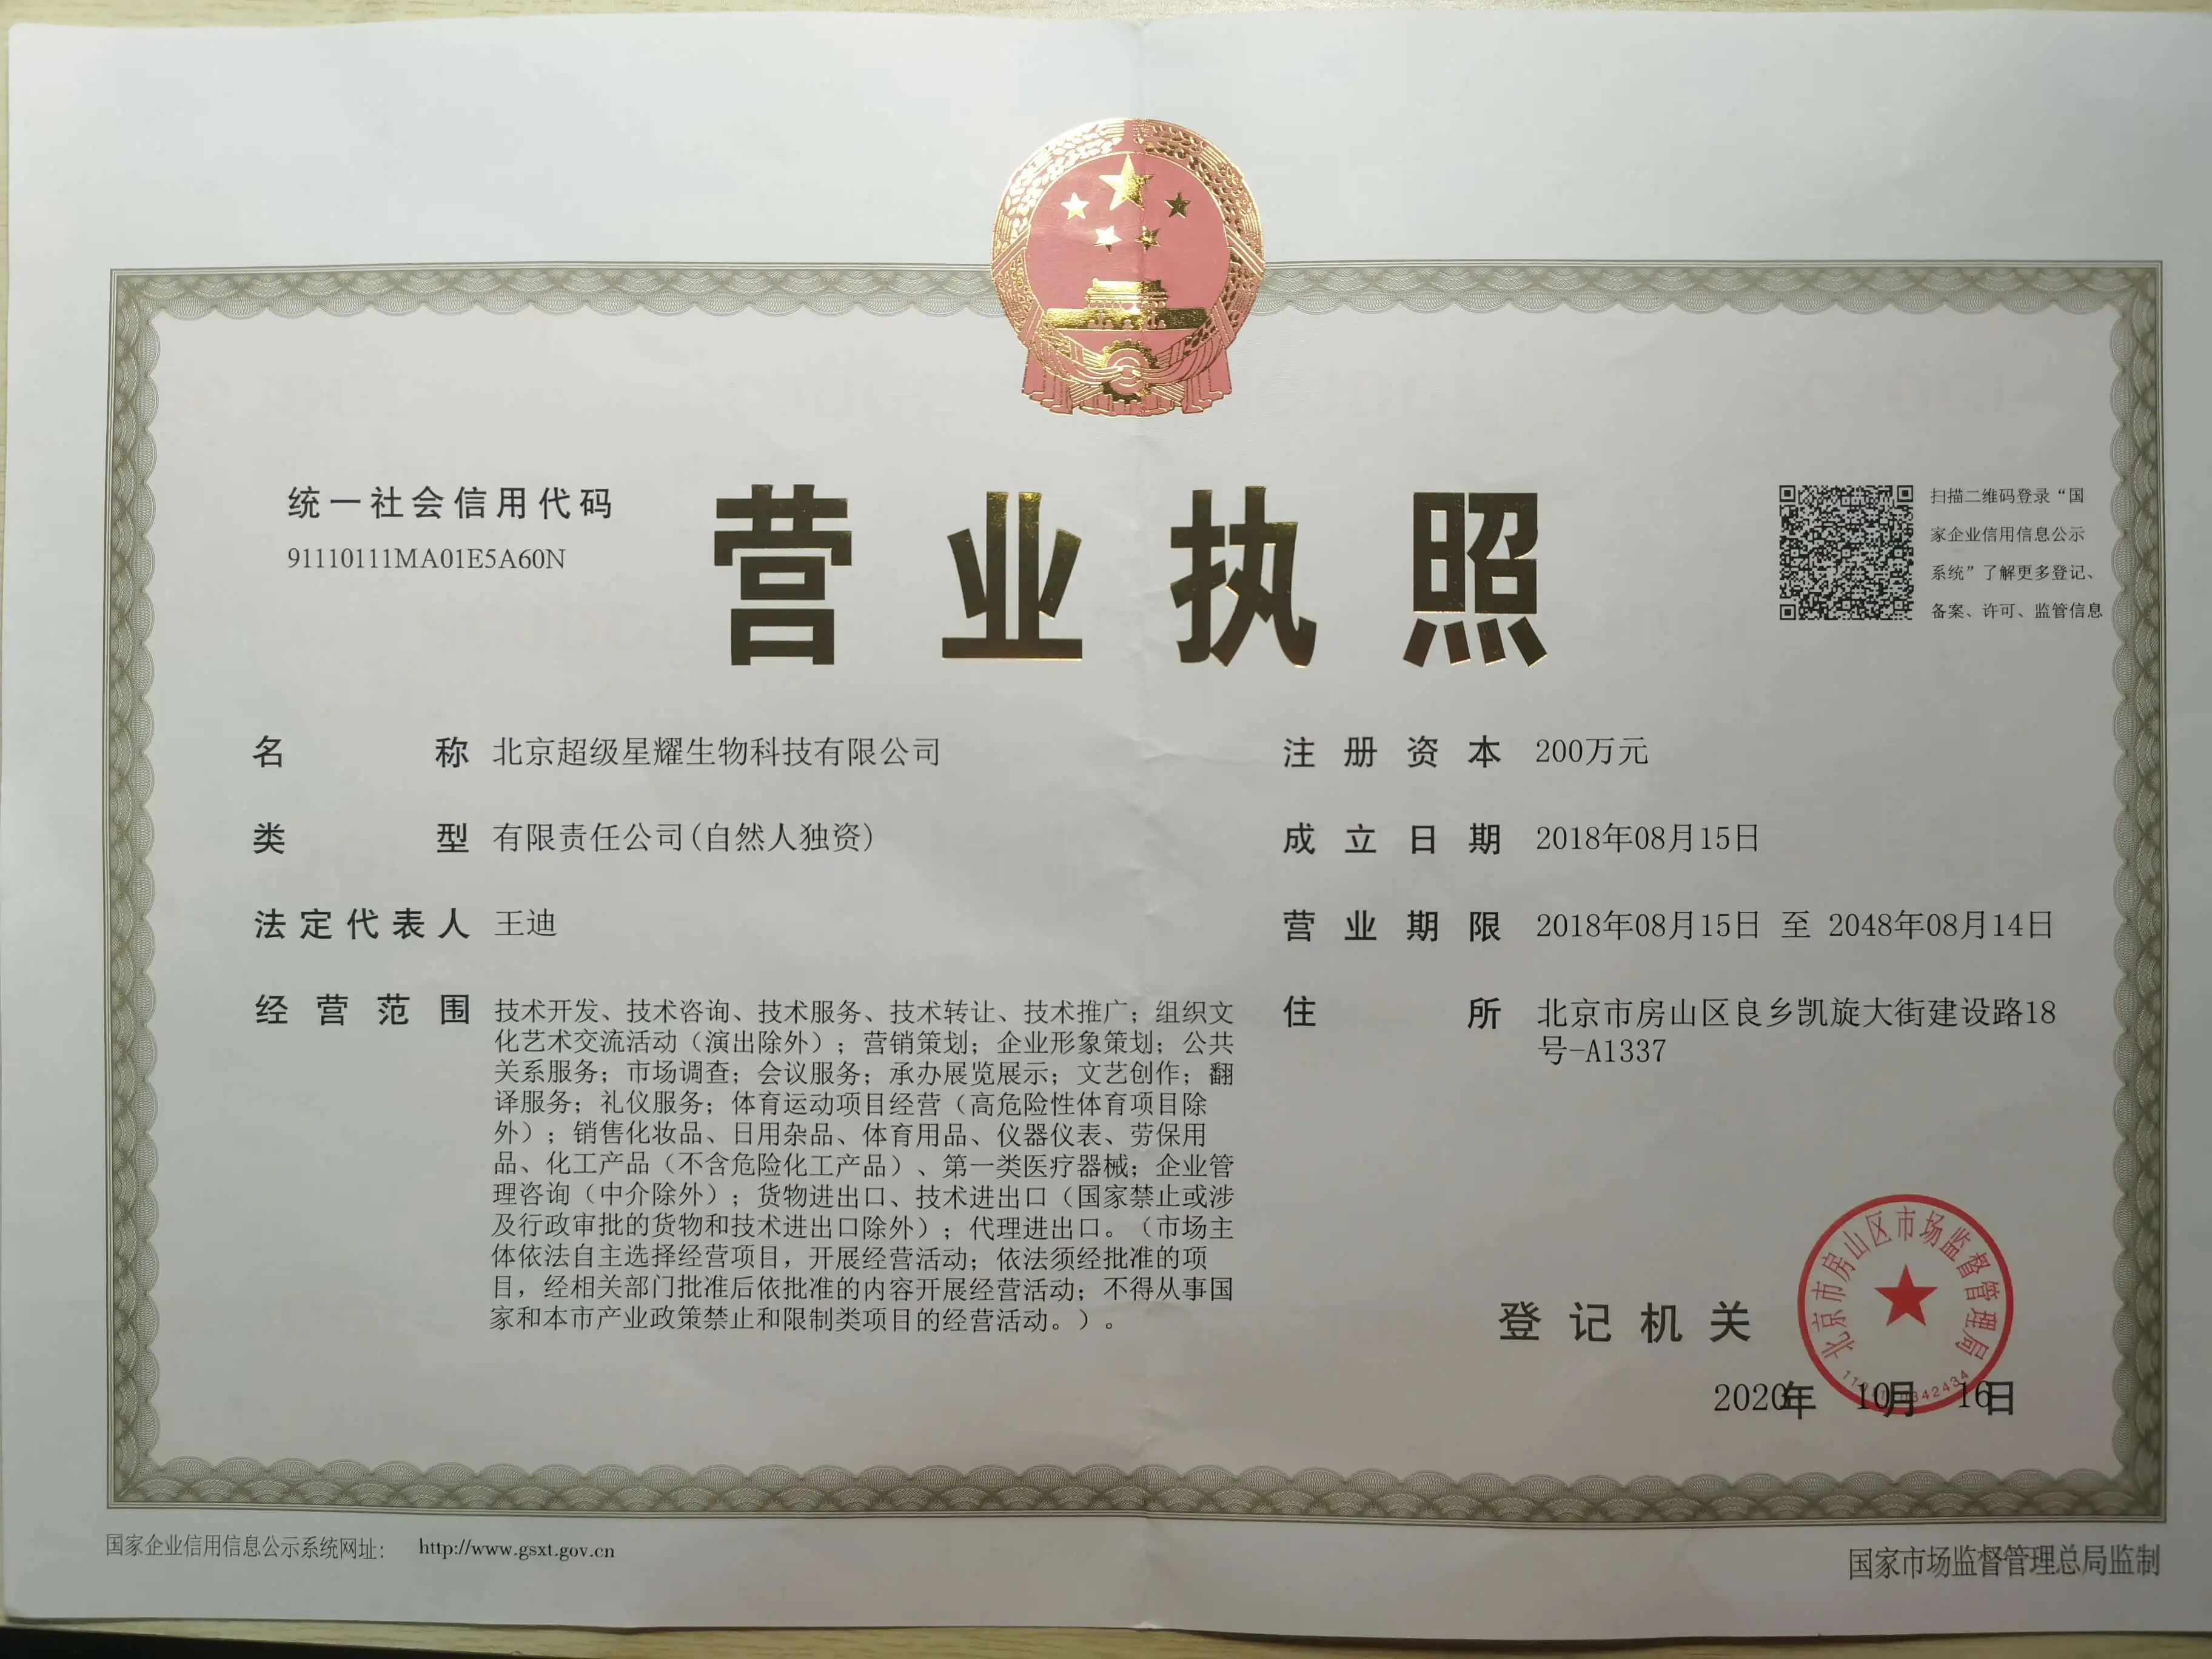 统一社会信用代码
91110111MA01E5A60N
营业执照
扫描二维码登录“国
家企业信用信息公示
系统”了解更多登记、
备案、许可、监管信息
名称 北京超级星耀生物科技有限公司
类型 有限责任公司(自然人独资)
法定代表人 王迪
经营范围 技术开发、技术咨询、技术服务、技术转让、技术推广；组织文
化艺术交流活动（演出除外）；营销策划；企业形象策划；公共
关系服务；市场调查；会议服务；承办展览展示；文艺创作；翻
译服务；礼仪服务；体育运动项目经营（高危险性体育项目除
外）；销售化妆品、日用杂品、体育用品、仪器仪表、劳保用
品、化工产品（不含危险化工产品）、第一类医疗器械；企业管
理咨询（中介除外）；货物进出口、技术进出口（国家禁止或涉
及行政审批的货物和技术进出口除外）；代理进出口。（市场主
体依法自主选择经营项目，开展经营活动；依法须经批准的项
目，经相关部门批准后依批准的内容开展经营活动；不得从事国
家和本市产业政策禁止和限制类项目的经营活动。）。
注册资本 200万元
成立日期 2018年08月15日
营业期限 2018年08月15日 至 2048年08月14日
住所 北京市房山区良乡凯旋大街建设路18
号-A1337
登记机关
北京市房山区市场监督管理局
2020年 10月 16日
国家企业信用信息公示系统网址： http://www.gsxt.gov.cn
国家市场监督管理总局监制